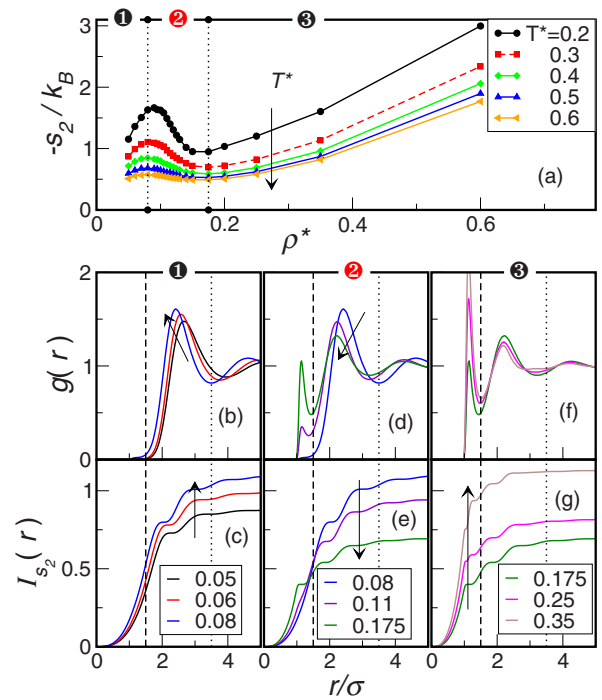 ❶ ❷ ❸
3
2
1
0
-s₂ / k_B
T*
T*=0.2
0.3
0.4
0.5
0.6
(a)
0 0.2 0.4 0.6
ρ*
❶ ❷ ❸
2
1
0
g( r )
(b) (d) (f)
1
0.5
0
I_{s₂}( r )
(c) (e) (g)
0.05 0.08 0.175
0.06 0.11 0.25
0.08 0.175 0.35
0 2 4 0 2 4 0 2 4
r/σ